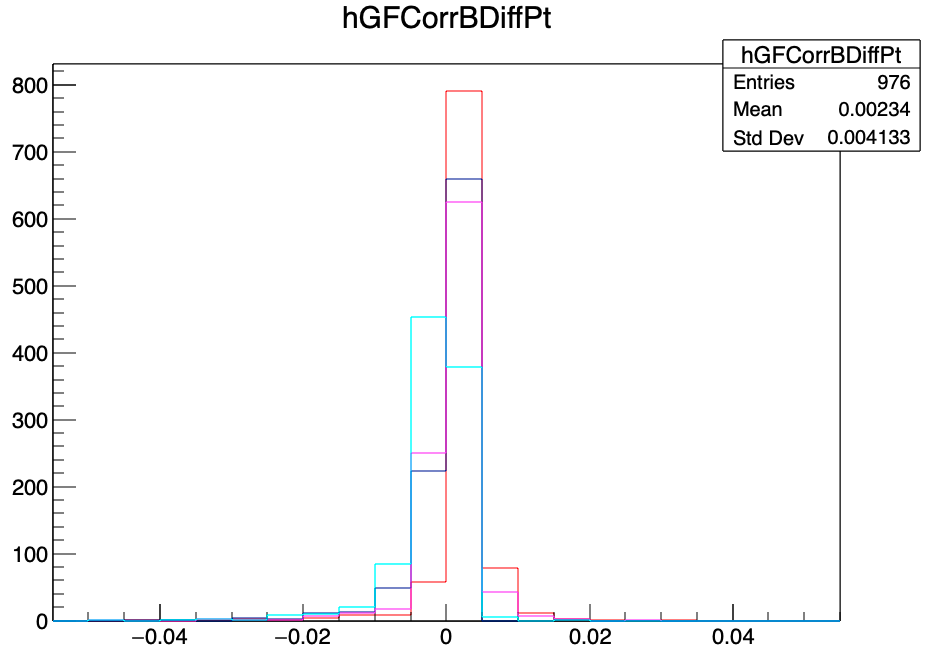 hGFCorrBDiffPt
hGFCorrBDiffPt
Entries 976
Mean 0.00234
Std Dev 0.004133
800
700
600
500
400
300
200
100
0
−0.04 −0.02 0 0.02 0.04